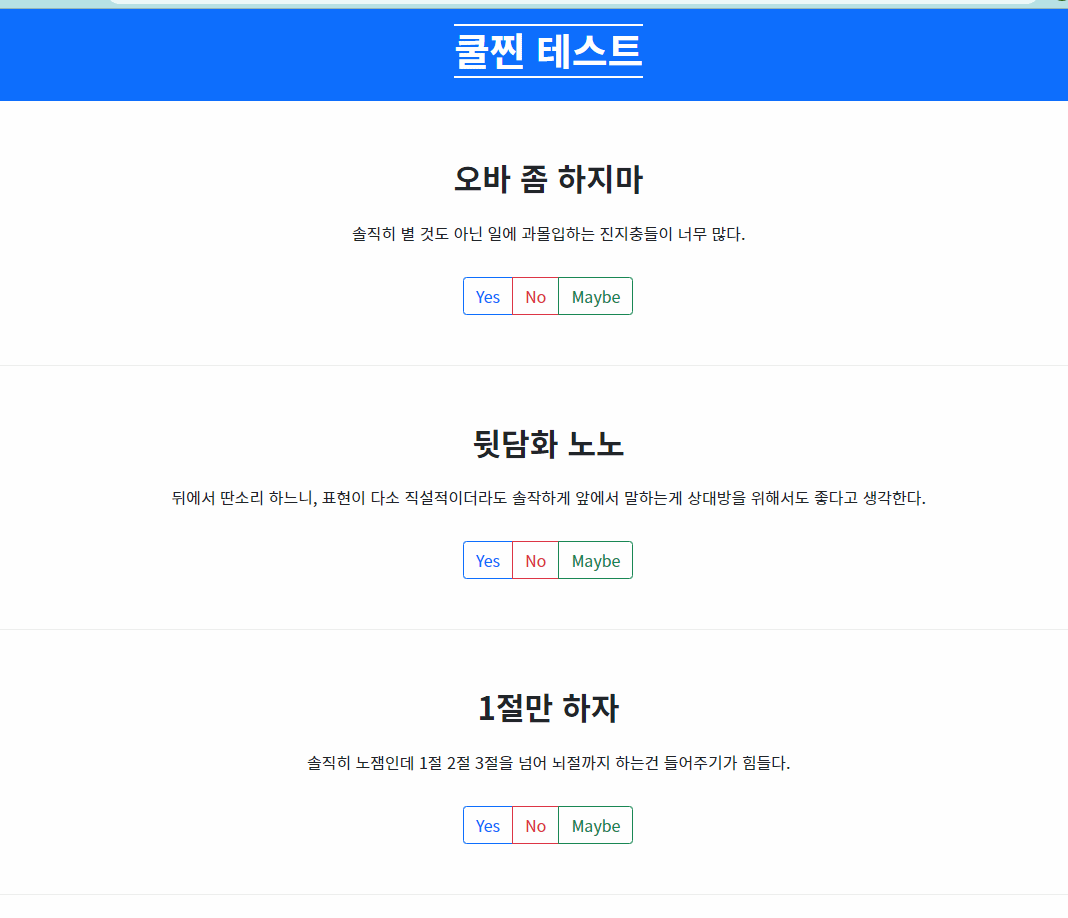 쿨찐 테스트
오바 좀 하지마
솔직히 별 것도 아닌 일에 과몰입하는 진지충들이 너무 많다.
Yes No Maybe
뒷담화 노노
뒤에서 딴소리 하느니, 표현이 다소 직설적이더라도 솔작하게 앞에서 말하는게 상대방을 위해서도 좋다고 생각한다.
Yes No Maybe
1절만 하자
솔직히 노잼인데 1절 2절 3절을 넘어 뇌절까지 하는건 들어주기가 힘들다.
Yes No Maybe